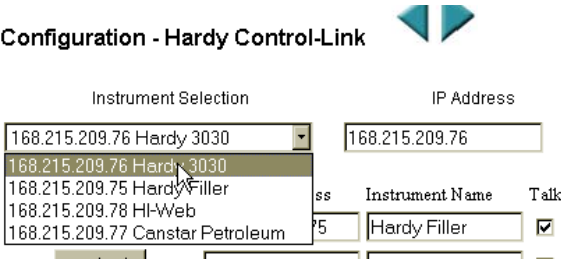 Configuration - Hardy Control-Link
Instrument Selection IP Address
168.215.209.76 Hardy 3030 168.215.209.76
168.215.209.76 Hardy 3030
168.215.209.75 Hardy Filler
ss Instrument Name Talk
168.215.209.78 HI-Web
75 Hardy Filler
168.215.209.77 Canstar Petroleum